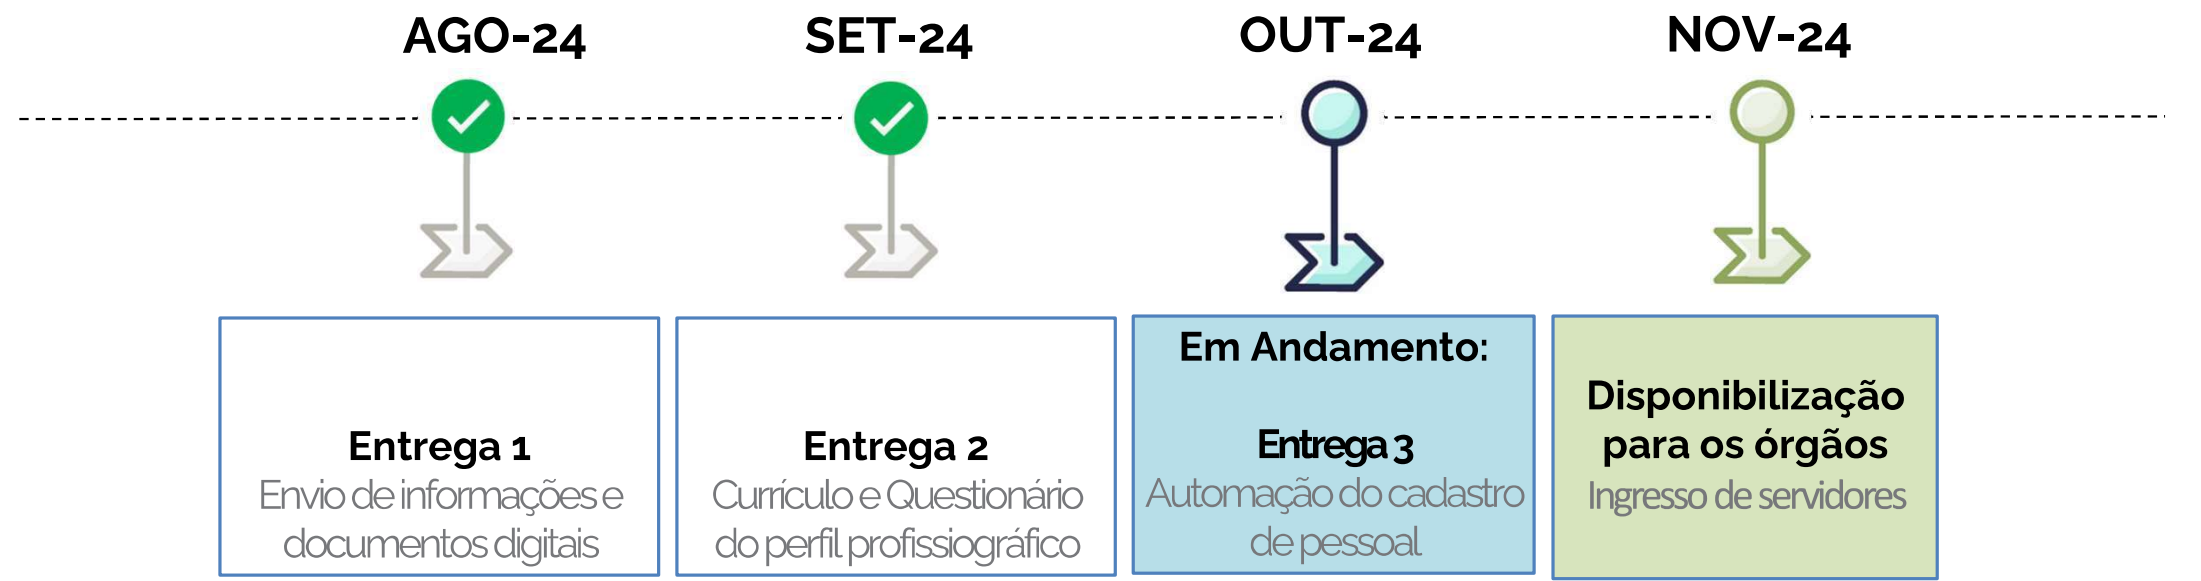 AGO-24
SET-24
OUT-24
NOV-24
Entrega 1
Envio de informações e
documentos digitais
Entrega 2
Currículo e Questionário
do perfil profissiográfico
Em Andamento:
Entrega 3
Automação do cadastro
de pessoal
Disponibilização
para os órgãos
Ingresso de servidores